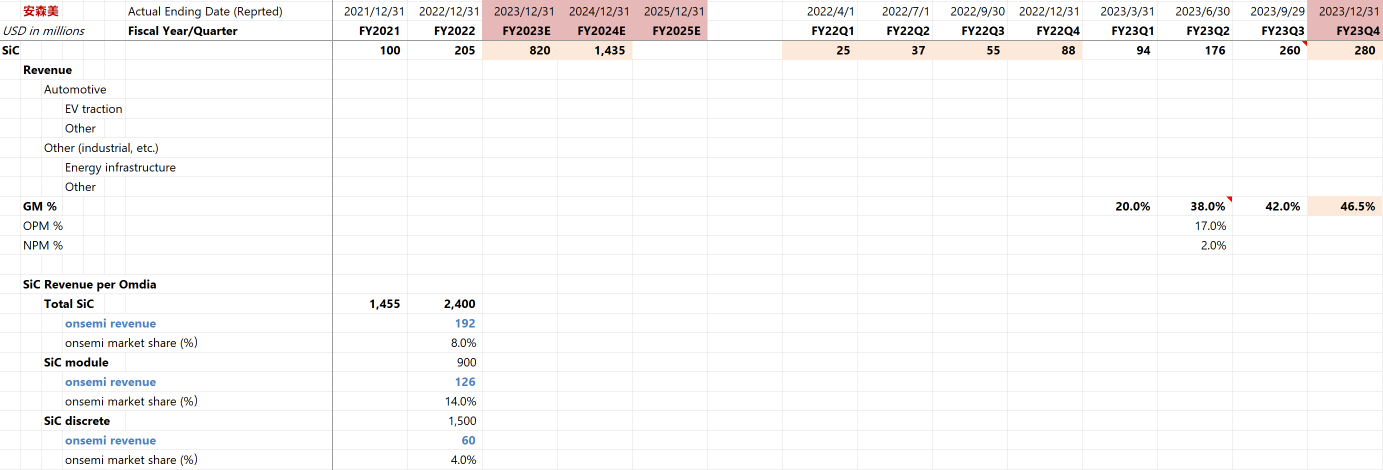 安森美 Actual Ending Date (Reprted) 2021/12/31 2022/12/31 2023/12/31 2024/12/31 2025/12/31 2022/4/1 2022/7/1 2022/9/30 2022/12/31 2023/3/31 2023/6/30 2023/9/29 2023/12/31
USD in millions Fiscal Year/Quarter FY2021 FY2022 FY2023E FY2024E FY2025E FY22Q1 FY22Q2 FY22Q3 FY22Q4 FY23Q1 FY23Q2 FY23Q3 FY23Q4
SiC 100 205 820 1,435 25 37 55 88 94 176 260 280
Revenue
Automotive
EV traction
Other
Other (industrial, etc.)
Energy infrastructure
Other
GM % 20.0% 38.0% 42.0% 46.5%
OPM % 17.0%
NPM % 2.0%
SiC Revenue per Omdia
Total SiC 1,455 2,400
onsemi revenue 192
onsemi market share (%) 8.0%
SiC module 900
onsemi revenue 126
onsemi market share (%) 14.0%
SiC discrete 1,500
onsemi revenue 60
onsemi market share (%) 4.0%